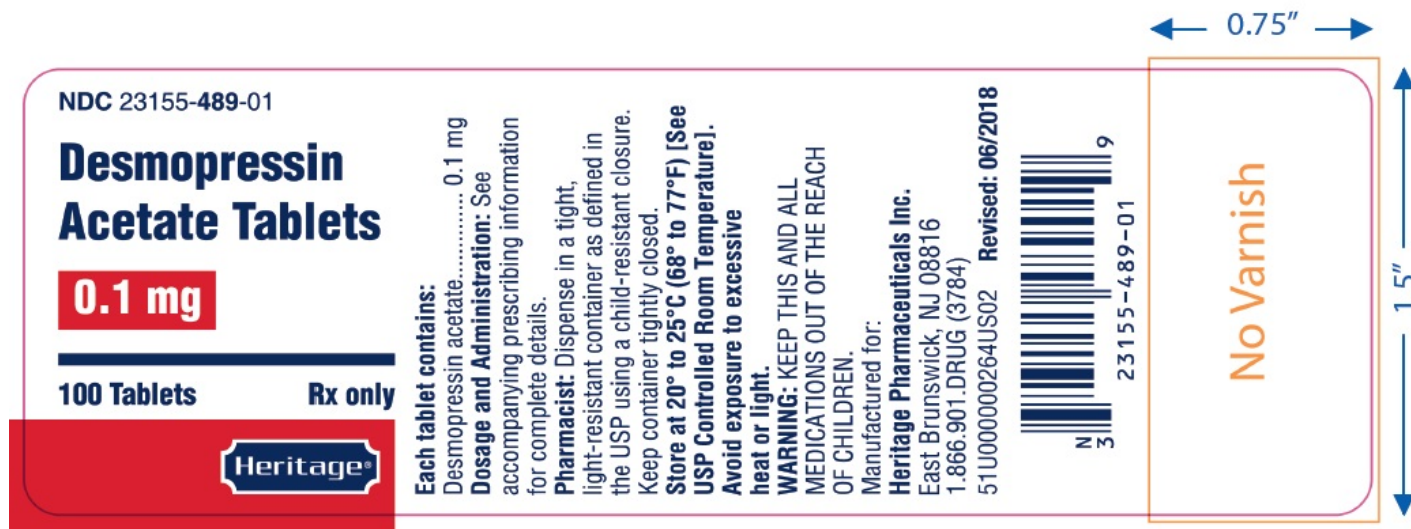 NDC 23155-489-01
Desmopressin
Acetate Tablets
0.1 mg
100 Tablets Rx only
Heritage®
Each tablet contains:
Desmopressin acetate.............. 0.1 mg
Dosage and Administration: See
accompanying prescribing information
for complete details.
Pharmacist: Dispense in a tight,
light-resistant container as defined in
the USP using a child-resistant closure.
Keep container tightly closed.
Store at 20° to 25°C (68° to 77°F) [See
USP Controlled Room Temperature].
Avoid exposure to excessive
heat or light.
WARNING: KEEP THIS AND ALL
MEDICATIONS OUT OF THE REACH
OF CHILDREN.
Manufactured for:
Heritage Pharmaceuticals Inc.
East Brunswick, NJ 08816
1.866.901.DRUG (3784)
51U000000264US02 Revised: 06/2018
N
3 23155-489-01 9
No Varnish
0.75"
1.5"